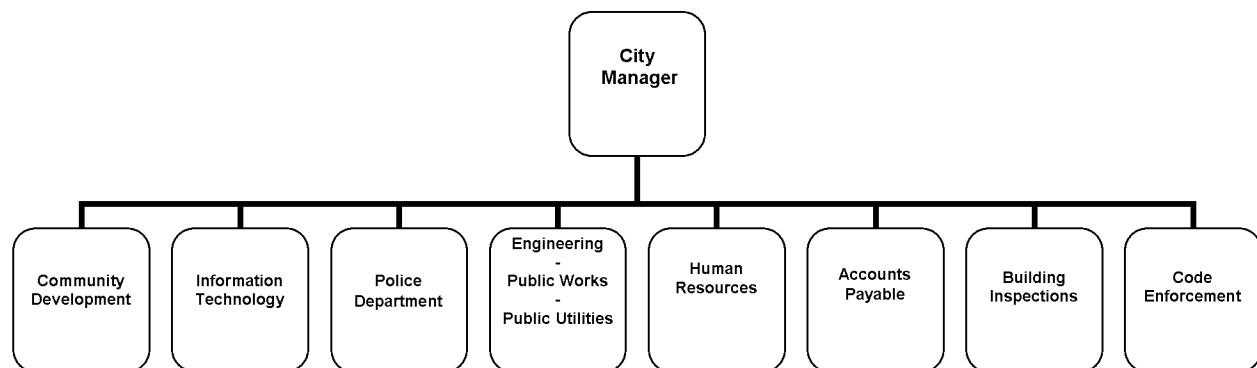 City
Manager
Community
Development
Information
Technology
Police
Department
Engineering
-
Public Works
-
Public Utilities
Human
Resources
Accounts
Payable
Building
Inspections
Code
Enforcement